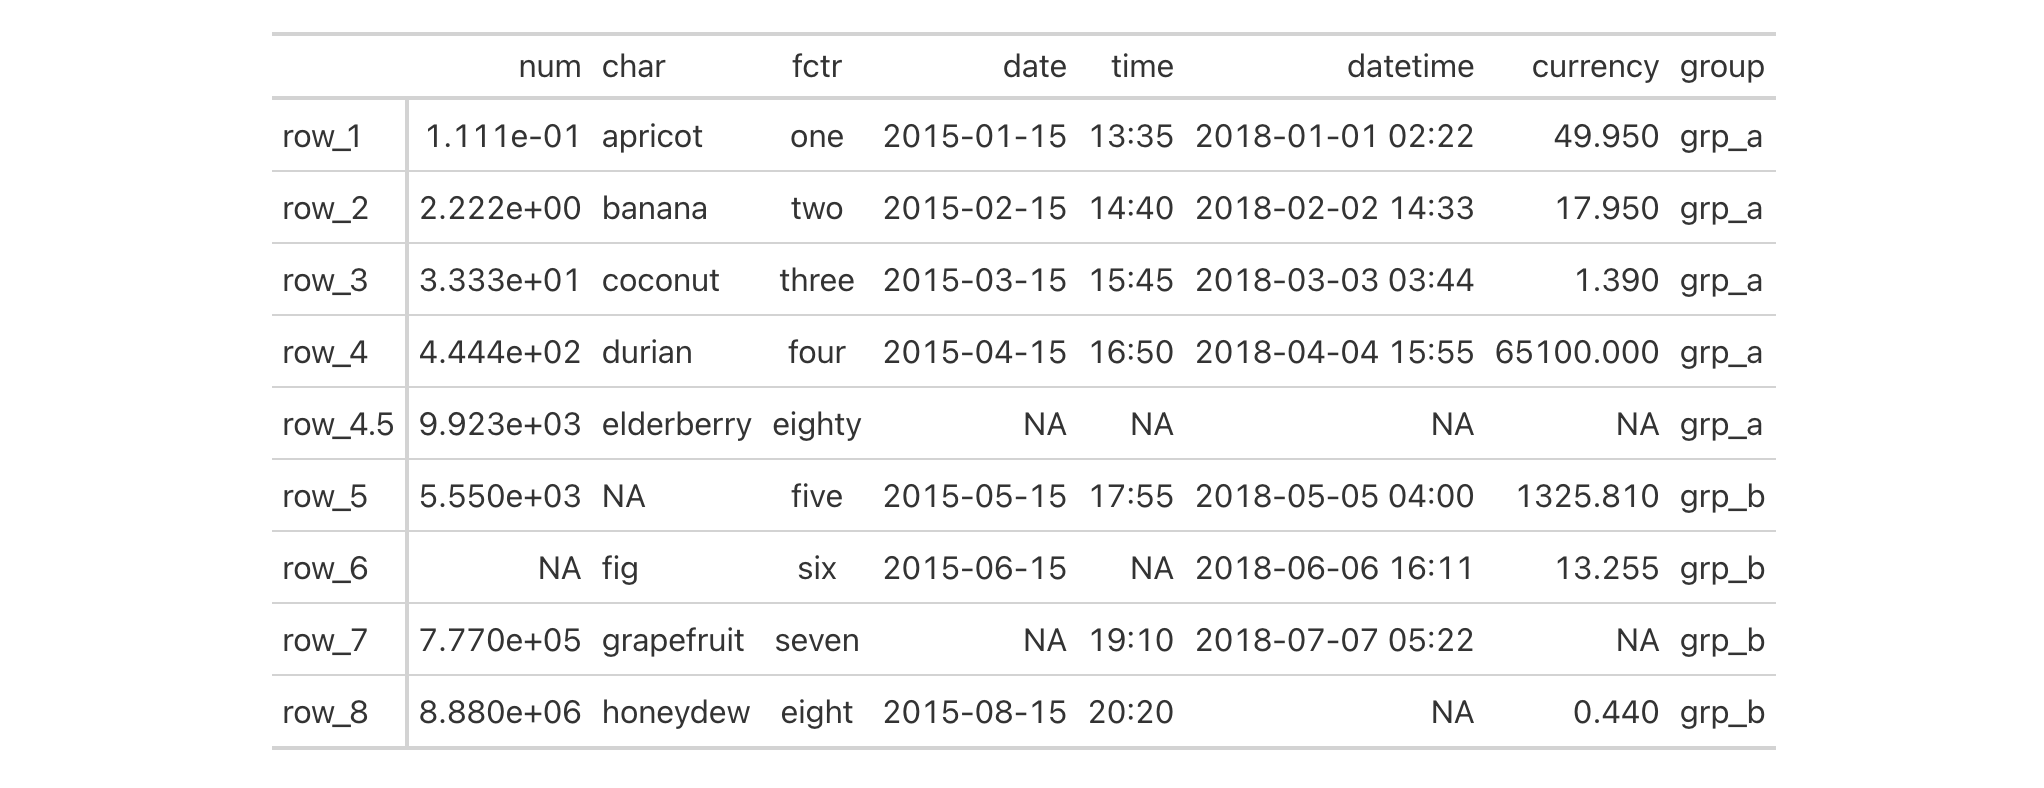 num char fctr date time datetime currency group
row_1 1.111e-01 apricot one 2015-01-15 13:35 2018-01-01 02:22 49.950 grp_a
row_2 2.222e+00 banana two 2015-02-15 14:40 2018-02-02 14:33 17.950 grp_a
row_3 3.333e+01 coconut three 2015-03-15 15:45 2018-03-03 03:44 1.390 grp_a
row_4 4.444e+02 durian four 2015-04-15 16:50 2018-04-04 15:55 65100.000 grp_a
row_4.5 9.923e+03 elderberry eighty NA NA NA NA grp_a
row_5 5.550e+03 NA five 2015-05-15 17:55 2018-05-05 04:00 1325.810 grp_b
row_6 NA fig six 2015-06-15 NA 2018-06-06 16:11 13.255 grp_b
row_7 7.770e+05 grapefruit seven NA 19:10 2018-07-07 05:22 NA grp_b
row_8 8.880e+06 honeydew eight 2015-08-15 20:20 NA 0.440 grp_b